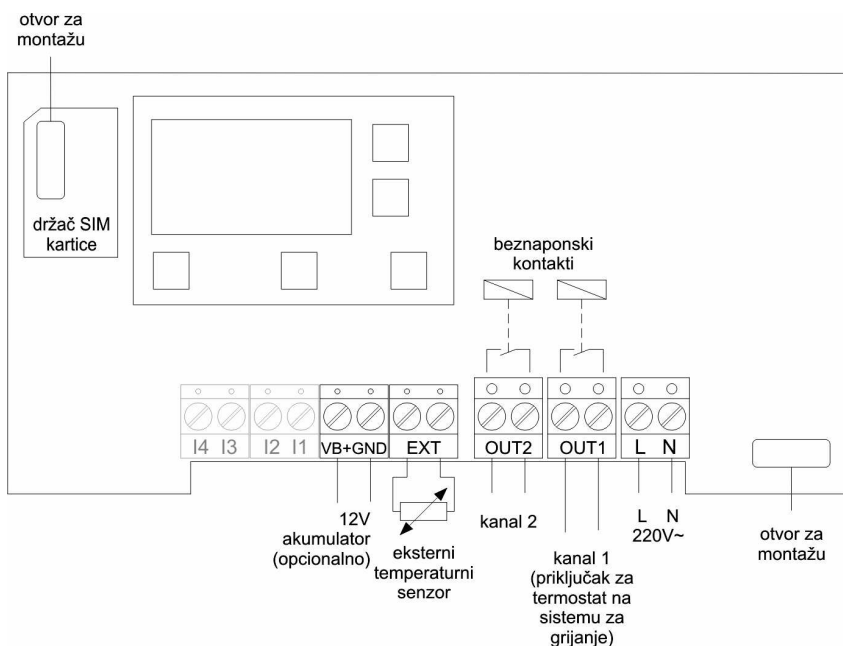 otvor za
montažu
držač SIM
kartice
beznaponski
kontakti
I4 I3 I2 I1 VB+GND EXT OUT2 OUT1 L N
12V
akumulator
(opcionalno)
eksterni
temperaturni
senzor
kanal 2
kanal 1
(priključak za
termostat na
sistemu za
grijanje)
L N
220V~
otvor za
montažu